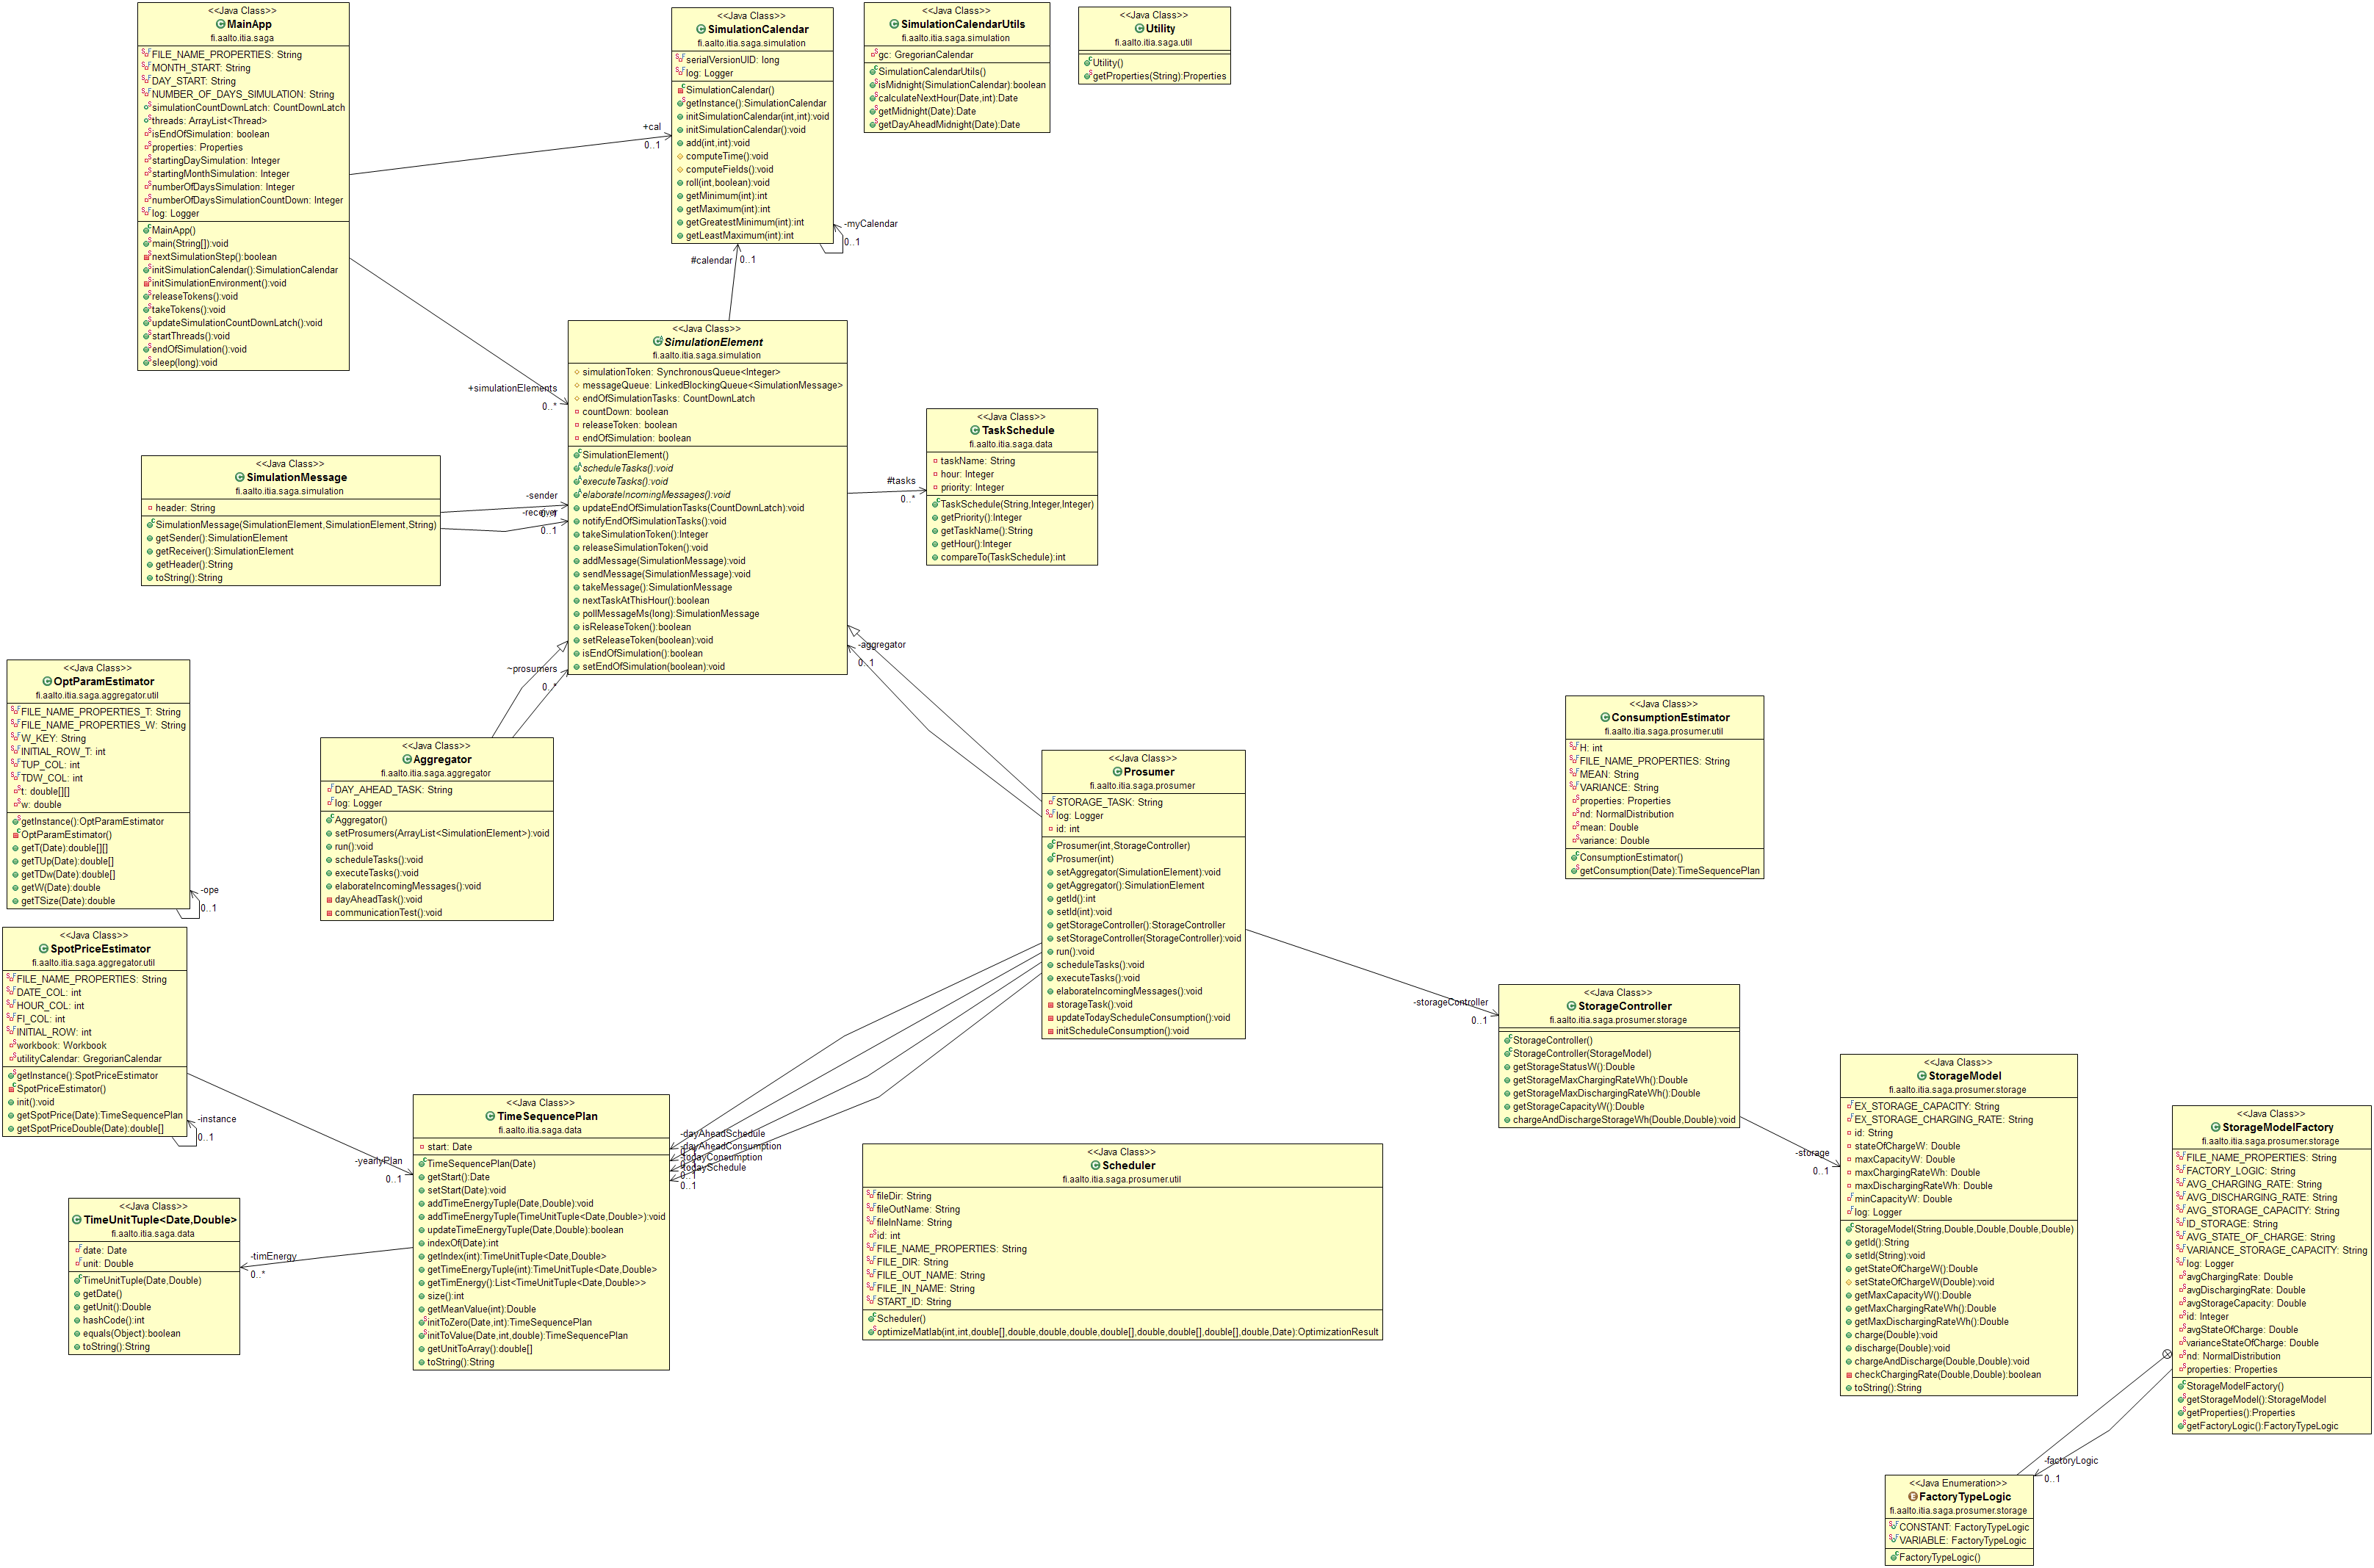 <<Java Class>>
MainApp
fi.aalto.itia.saga
FILE_NAME_PROPERTIES: String
MONTH_START: String
DAY_START: String
NUMBER_OF_DAYS_SIMULATION: String
simulationCountDownLatch: CountDownLatch
threads: ArrayList<Thread>
isEndOfSimulation: boolean
properties: Properties
startingDaySimulation: Integer
startingMonthSimulation: Integer
numberOfDaysSimulation: Integer
numberOfDaysSimulationCountDown: Integer
log: Logger
MainApp()
main(String[]):void
nextSimulationStep():boolean
initSimulationCalendar():SimulationCalendar
initSimulationEnvironment():void
releaseTokens():void
takeTokens():void
updateSimulationCountDownLatch():void
startThreads():void
endOfSimulation():void
sleep(long):void
+cal
0..1
+simulationElements
0..*
<<Java Class>>
SimulationCalendar
fi.aalto.itia.saga.simulation
serialVersionUID: long
log: Logger
SimulationCalendar()
getInstance():SimulationCalendar
initSimulationCalendar(int,int):void
initSimulationCalendar():void
add(int,int):void
computeTime():void
computeFields():void
roll(int,boolean):void
getMinimum(int):int
getMaximum(int):int
getGreatestMinimum(int):int
getLeastMaximum(int):int
-myCalendar
0..1
#calendar
0..1
<<Java Class>>
SimulationCalendarUtils
fi.aalto.itia.saga.simulation
gc: GregorianCalendar
SimulationCalendarUtils()
isMidnight(SimulationCalendar):boolean
calculateNextHour(Date,int):Date
getMidnight(Date):Date
getDayAheadMidnight(Date):Date
<<Java Class>>
Utility
fi.aalto.itia.saga.util
Utility()
getProperties(String):Properties
<<Java Class>>
SimulationElement
fi.aalto.itia.saga.simulation
simulationToken: SynchronousQueue<Integer>
messageQueue: LinkedBlockingQueue<SimulationMessage>
endOfSimulationTasks: CountDownLatch
countDown: boolean
releaseToken: boolean
endOfSimulation: boolean
SimulationElement()
scheduleTasks():void
executeTasks():void
elaborateIncomingMessages():void
updateEndOfSimulationTasks(CountDownLatch):void
notifyEndOfSimulationTasks():void
takeSimulationToken():Integer
releaseSimulationToken():void
addMessage(SimulationMessage):void
sendMessage(SimulationMessage):void
takeMessage():SimulationMessage
nextTaskAtThisHour():boolean
pollMessageMs(long):SimulationMessage
isReleaseToken():boolean
setReleaseToken(boolean):void
isEndOfSimulation():boolean
setEndOfSimulation(boolean):void
#tasks
0..*
<<Java Class>>
TaskSchedule
fi.aalto.itia.saga.data
taskName: String
hour: Integer
priority: Integer
TaskSchedule(String,Integer,Integer)
getPriority():Integer
getTaskName():String
getHour():Integer
compareTo(TaskSchedule):int
<<Java Class>>
SimulationMessage
fi.aalto.itia.saga.simulation
header: String
SimulationMessage(SimulationElement,SimulationElement,String)
getSender():SimulationElement
getReceiver():SimulationElement
getHeader():String
toString():String
-sender
0..1
-receiver
0..1
-aggregator
0..1
~prosumers
0..*
<<Java Class>>
OptParamEstimator
fi.aalto.itia.saga.aggregator.util
FILE_NAME_PROPERTIES_T: String
FILE_NAME_PROPERTIES_W: String
W_KEY: String
INITIAL_ROW_T: int
TUP_COL: int
TDW_COL: int
t: double[][]
w: double
getInstance():OptParamEstimator
OptParamEstimator()
getT(Date):double[][]
getTUp(Date):double[]
getTDw(Date):double[]
getW(Date):double
getTSize(Date):double
-ope
0..1
<<Java Class>>
Aggregator
fi.aalto.itia.saga.aggregator
DAY_AHEAD_TASK: String
log: Logger
Aggregator()
setProsumers(ArrayList<SimulationElement>):void
run():void
scheduleTasks():void
executeTasks():void
elaborateIncomingMessages():void
dayAheadTask():void
communicationTest():void
<<Java Class>>
Prosumer
fi.aalto.itia.saga.prosumer
STORAGE_TASK: String
log: Logger
id: int
Prosumer(int,StorageController)
Prosumer(int)
setAggregator(SimulationElement):void
getAggregator():SimulationElement
getId():int
setId(int):void
getStorageController():StorageController
setStorageController(StorageController):void
run():void
scheduleTasks():void
executeTasks():void
elaborateIncomingMessages():void
storageTask():void
updateTodayScheduleConsumption():void
initScheduleConsumption():void
<<Java Class>>
ConsumptionEstimator
fi.aalto.itia.saga.prosumer.util
H: int
FILE_NAME_PROPERTIES: String
MEAN: String
VARIANCE: String
properties: Properties
nd: NormalDistribution
mean: Double
variance: Double
ConsumptionEstimator()
getConsumption(Date):TimeSequencePlan
<<Java Class>>
SpotPriceEstimator
fi.aalto.itia.saga.aggregator.util
FILE_NAME_PROPERTIES: String
DATE_COL: int
HOUR_COL: int
FI_COL: int
INITIAL_ROW: int
workbook: Workbook
utilityCalendar: GregorianCalendar
getInstance():SpotPriceEstimator
SpotPriceEstimator()
init():void
getSpotPrice(Date):TimeSequencePlan
getSpotPriceDouble(Date):double[]
-instance
0..1
-yearlyPlan
0..1
-storageController
0..1
<<Java Class>>
StorageController
fi.aalto.itia.saga.prosumer.storage
StorageController()
StorageController(StorageModel)
getStorageStatusW():Double
getStorageMaxChargingRateWh():Double
getStorageMaxDischargingRateWh():Double
getStorageCapacityW():Double
chargeAndDischargeStorageWh(Double,Double):void
-storage
0..1
<<Java Class>>
StorageModel
fi.aalto.itia.saga.prosumer.storage
EX_STORAGE_CAPACITY: String
EX_STORAGE_CHARGING_RATE: String
id: String
stateOfChargeW: Double
maxCapacityW: Double
maxChargingRateWh: Double
maxDischargingRateWh: Double
minCapacityW: Double
log: Logger
StorageModel(String,Double,Double,Double,Double)
getId():String
setId(String):void
getStateOfChargeW():Double
setStateOfChargeW(Double):void
getMaxCapacityW():Double
getMaxChargingRateWh():Double
getMaxDischargingRateWh():Double
charge(Double):void
discharge(Double):void
chargeAndDischarge(Double,Double):void
checkChargingRate(Double,Double):boolean
toString():String
<<Java Class>>
StorageModelFactory
fi.aalto.itia.saga.prosumer.storage
FILE_NAME_PROPERTIES: String
FACTORY_LOGIC: String
AVG_CHARGING_RATE: String
AVG_DISCHARGING_RATE: String
AVG_STORAGE_CAPACITY: String
ID_STORAGE: String
AVG_STATE_OF_CHARGE: String
VARIANCE_STORAGE_CAPACITY: String
log: Logger
avgChargingRate: Double
avgDischargingRate: Double
avgStorageCapacity: Double
id: Integer
avgStateOfCharge: Double
varianceStateOfCharge: Double
nd: NormalDistribution
properties: Properties
StorageModelFactory()
getStorageModel():StorageModel
getProperties():Properties
getFactoryLogic():FactoryTypeLogic
<<Java Class>>
TimeSequencePlan
fi.aalto.itia.saga.data
start: Date
TimeSequencePlan(Date)
getStart():Date
setStart(Date):void
addTimeEnergyTuple(Date,Double):void
addTimeEnergyTuple(TimeUnitTuple<Date,Double>):void
updateTimeEnergyTuple(Date,Double):boolean
indexOf(Date):int
getIndex(int):TimeUnitTuple<Date,Double>
getTimeEnergyTuple(int):TimeUnitTuple<Date,Double>
getTimEnergy():List<TimeUnitTuple<Date,Double>>
size():int
getMeanValue(int):Double
initToZero(Date,int):TimeSequencePlan
initToValue(Date,int,double):TimeSequencePlan
getUnitToArray():double[]
toString():String
-dayAheadSchedule
-dayAheadConsumption
-todayConsumption
-todaySchedule
0..1
<<Java Class>>
Scheduler
fi.aalto.itia.saga.prosumer.util
fileDir: String
fileOutName: String
fileInName: String
id: int
FILE_NAME_PROPERTIES: String
FILE_DIR: String
FILE_OUT_NAME: String
FILE_IN_NAME: String
START_ID: String
Scheduler()
optimizeMatlab(int,int,double[],double,double,double,double[],double,double[],double[],double,Date):OptimizationResult
<<Java Class>>
TimeUnitTuple<Date,Double>
fi.aalto.itia.saga.data
date: Date
unit: Double
TimeUnitTuple(Date,Double)
getDate()
getUnit():Double
hashCode():int
equals(Object):boolean
toString():String
-timEnergy
0..*
-factoryLogic
0..1
<<Java Enumeration>>
FactoryTypeLogic
fi.aalto.itia.saga.prosumer.storage
CONSTANT: FactoryTypeLogic
VARIABLE: FactoryTypeLogic
FactoryTypeLogic()